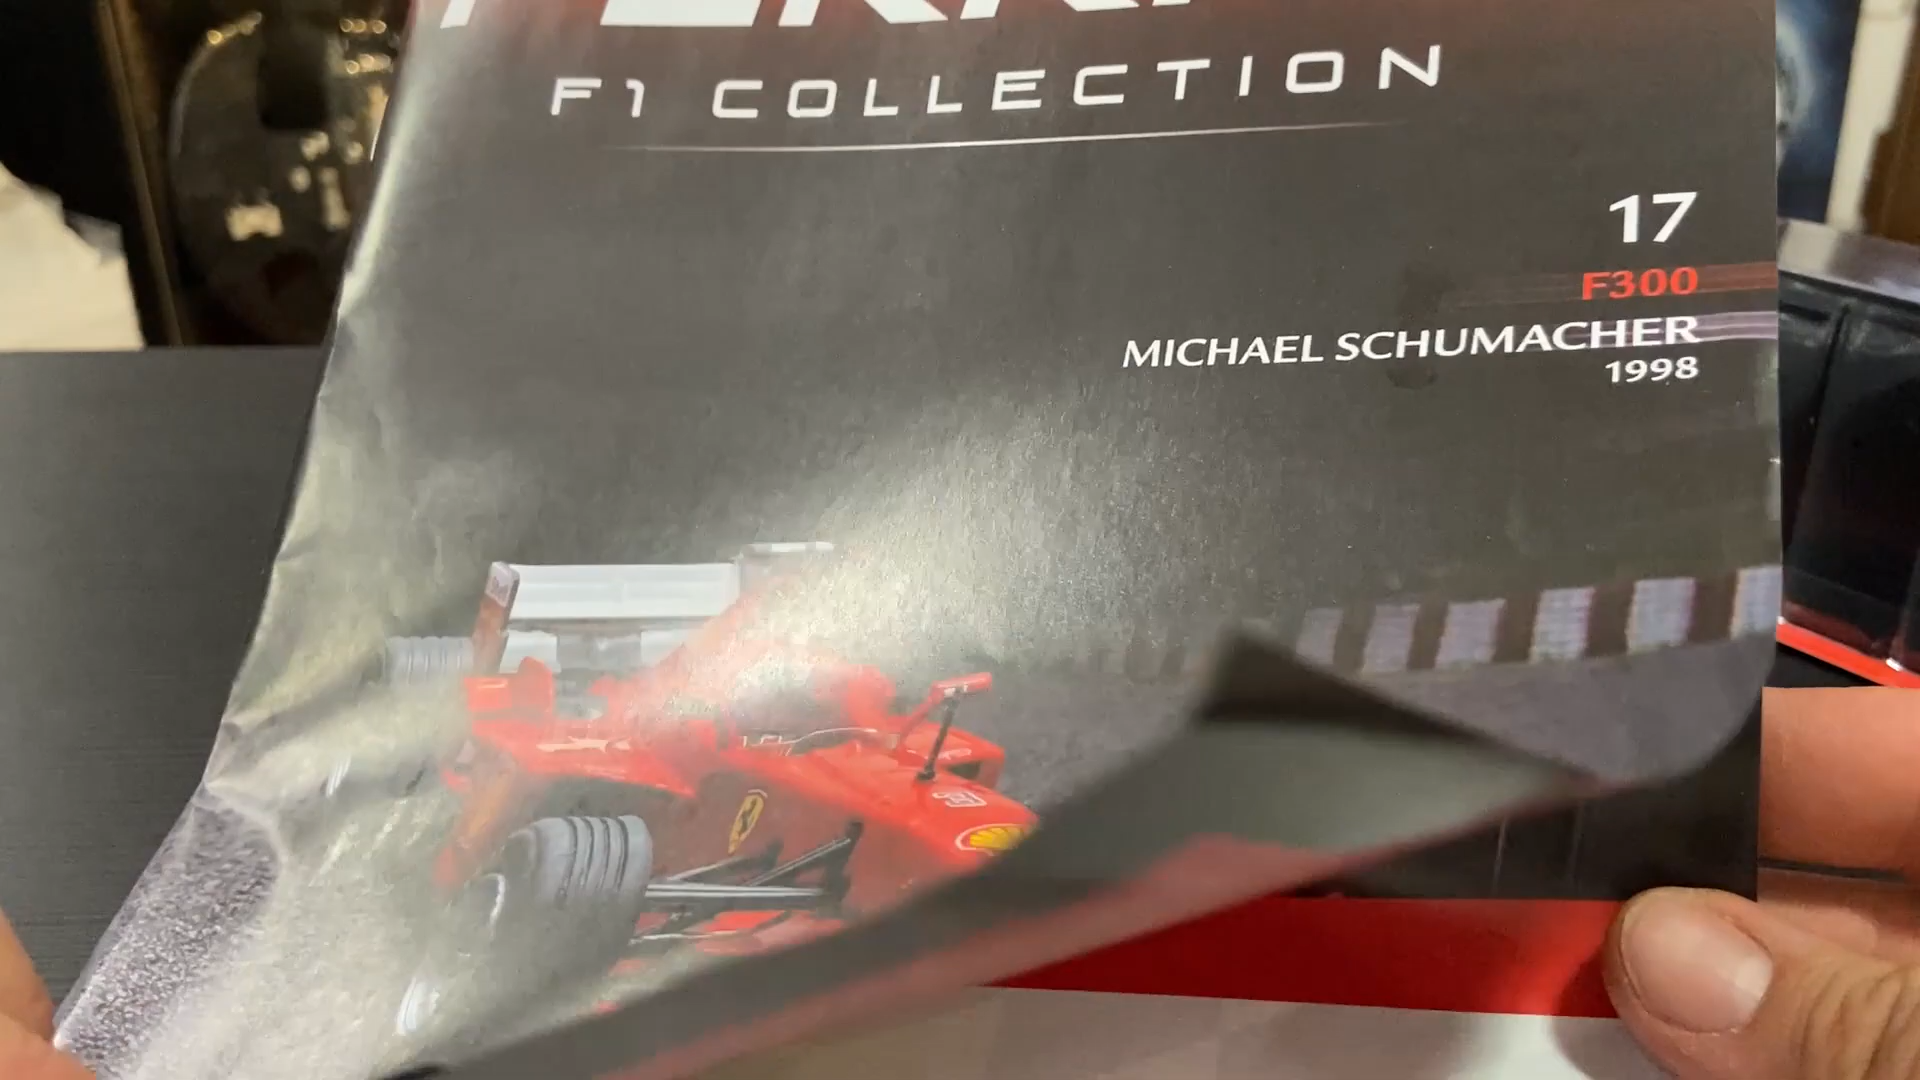 F1 COLLECTION
17
F300
MICHAEL SCHUMACHER
1998